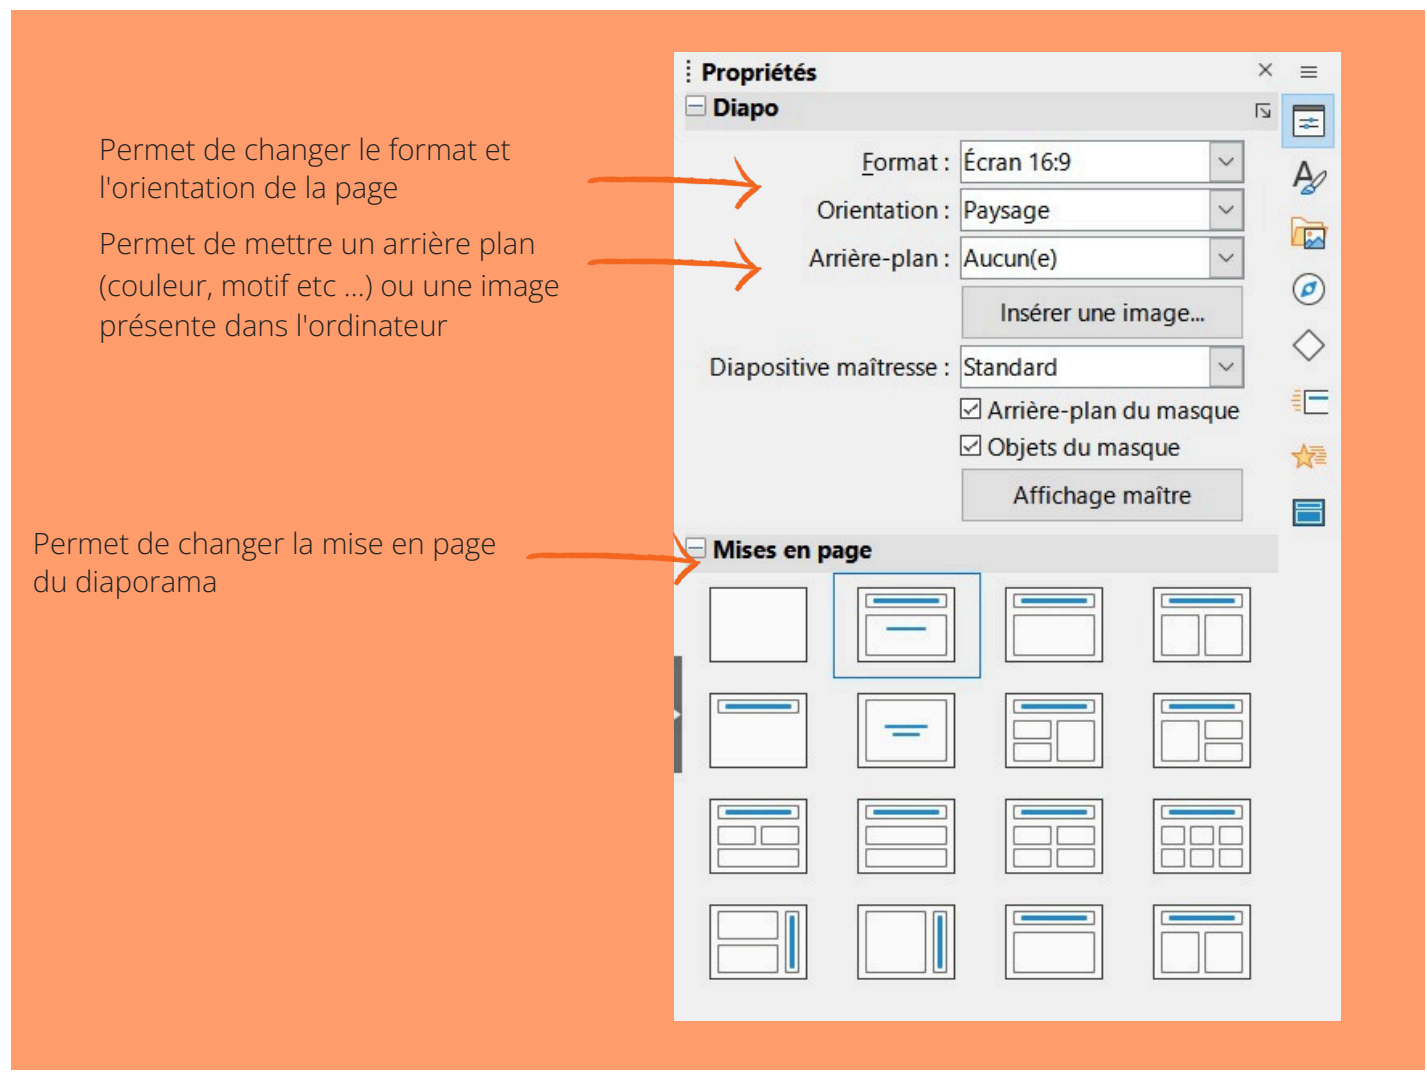 Permet de changer le format et
l'orientation de la page
Permet de mettre un arrière plan
(couleur, motif etc ...) ou une image
présente dans l'ordinateur
Permet de changer la mise en page
du diaporama
Propriétés
Diapo
Format : Écran 16:9
Orientation : Paysage
Arrière-plan : Aucun(e)
Insérer une image...
Diapositive maîtresse : Standard
Arrière-plan du masque
Objets du masque
Affichage maître
Mises en page